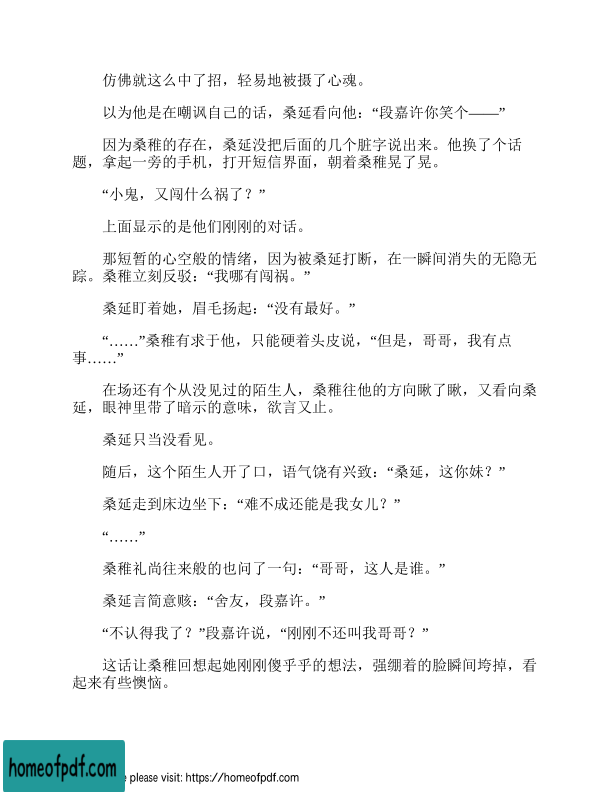 仿佛就这么中了招，轻易地被摄了心魂。
以为他是在嘲讽自己的话，桑延看向他：“段嘉许你笑个——”
因为桑稚的存在，桑延没把后面的几个脏字说出来。他换了个话
题，拿起一旁的手机，打开短信界面，朝着桑稚晃了晃。
“小鬼，又闯什么祸了？”
上面显示的是他们刚刚的对话。
那短暂的心空般的情绪，因为被桑延打断，在一瞬间消失的无隐无
踪。桑稚立刻反驳：“我哪有闯祸。”
桑延盯着她，眉毛扬起：“没有最好。”
“……”桑稚有求于他，只能硬着头皮说，“但是，哥哥，我有点
事……”
在场还有个从没见过的陌生人，桑稚往他的方向瞅了瞅，又看向桑
延，眼神里带了暗示的意味，欲言又止。
桑延只当没看见。
随后，这个陌生人开了口，语气饶有兴致：“桑延，这你妹？”
桑延走到床边坐下：“难不成还能是我女儿？”
“……”
桑稚礼尚往来般的也问了一句：“哥哥，这人是谁。”
桑延言简意赅：“舍友，段嘉许。”
“不认得我了？”段嘉许说，“刚刚不还叫我哥哥？”
这话让桑稚回想起她刚刚傻乎乎的想法，强绷着的脸瞬间垮掉，看
起来有些懊恼。
homeofpdf.com
e please visit: https://homeofpdf.com